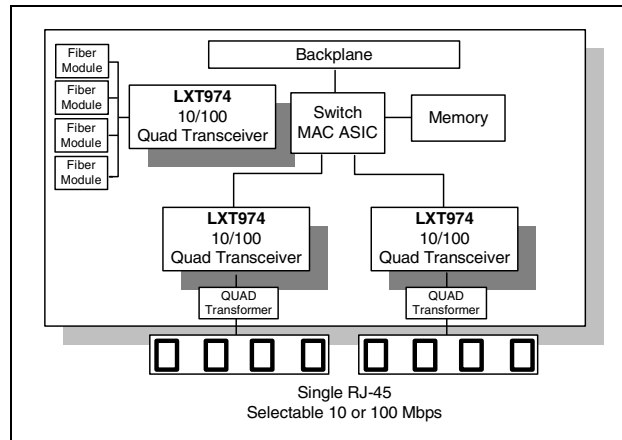 Fiber
Module
Fiber
Module
Fiber
Module
Fiber
Module
Backplane
LXT974
10/100
Quad Transceiver
Switch
MAC ASIC
Memory
LXT974
10/100
Quad Transceiver
LXT974
10/100
Quad Transceiver
QUAD
Transformer
QUAD
Transformer
Single RJ-45
Selectable 10 or 100 Mbps